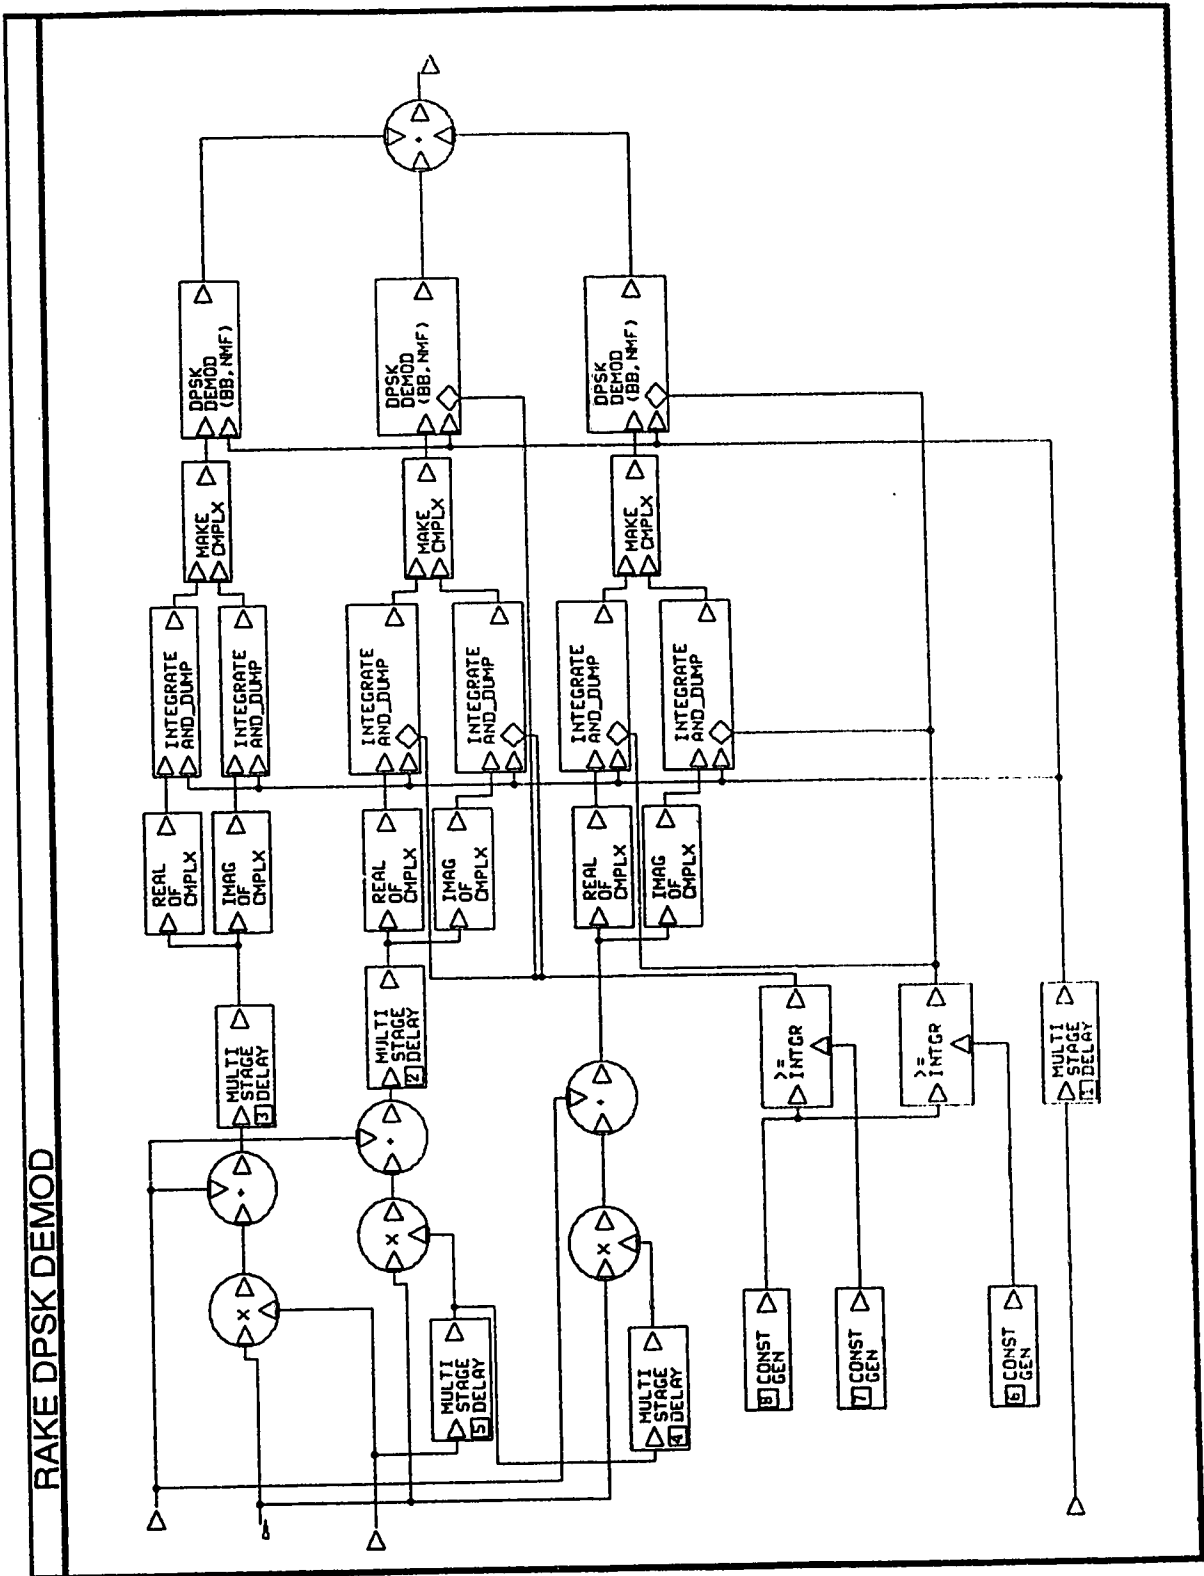 RAKE DPSK DEMOD
x
+
MULTI
STAGE
3 DELAY
REAL
OF
CMPLX
IMAG
OF
CMPLX
INTEGRATE
AND_DUMP
INTEGRATE
AND_DUMP
MAKE
CMPLX
DPSK
DEMOD
(BB,NMF)
MULTI
STAGE
5 DELAY
x
+
MULTI
STAGE
2 DELAY
REAL
OF
CMPLX
IMAG
OF
CMPLX
INTEGRATE
AND_DUMP
INTEGRATE
AND_DUMP
MAKE
CMPLX
DPSK
DEMOD
(BB,NMF)
+
MULTI
STAGE
4 DELAY
x
+
REAL
OF
CMPLX
IMAG
OF
CMPLX
INTEGRATE
AND_DUMP
INTEGRATE
AND_DUMP
MAKE
CMPLX
DPSK
DEMOD
(BB,NMF)
8 CONST
GEN
7 CONST
GEN
>=
INTGR
6 CONST
GEN
>=
INTGR
MULTI
STAGE
1 DELAY